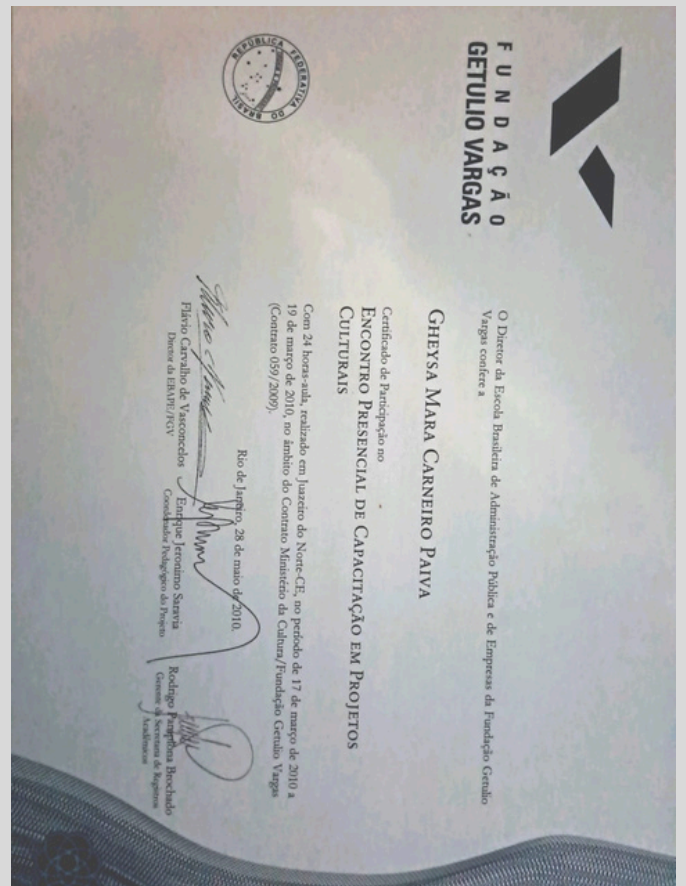 FUNDAÇÃO
GETULIO VARGAS
O Diretor da Escola Brasileira de Administração Pública e de Empresas da Fundação Getulio
Vargas confere a
GHEYSA MARA CARNEIRO PAIVA
Certificado de Participação no
ENCONTRO PRESENCIAL DE CAPACITAÇÃO EM PROJETOS
CULTURAIS
Com 24 horas-aula, realizado em Juazeiro do Norte-CE, no período de 17 de março de 2010 a
19 de março de 2010, no âmbito do Contrato Ministério da Cultura/Fundação Getulio Vargas
(Contrato 059/2009).
Rio de Janeiro, 28 de maio de 2010.
REPÚBLICA FEDERATIVA DO BRASIL
Flávio Carvalho de Vasconcelos
Diretor da EBAPE/FGV
Enrique Jeronimo Saravia
Coordenador Pedagógico do Projeto
Rodrigo Brochado
Gerente da Secretaria de Registros
Acadêmicos